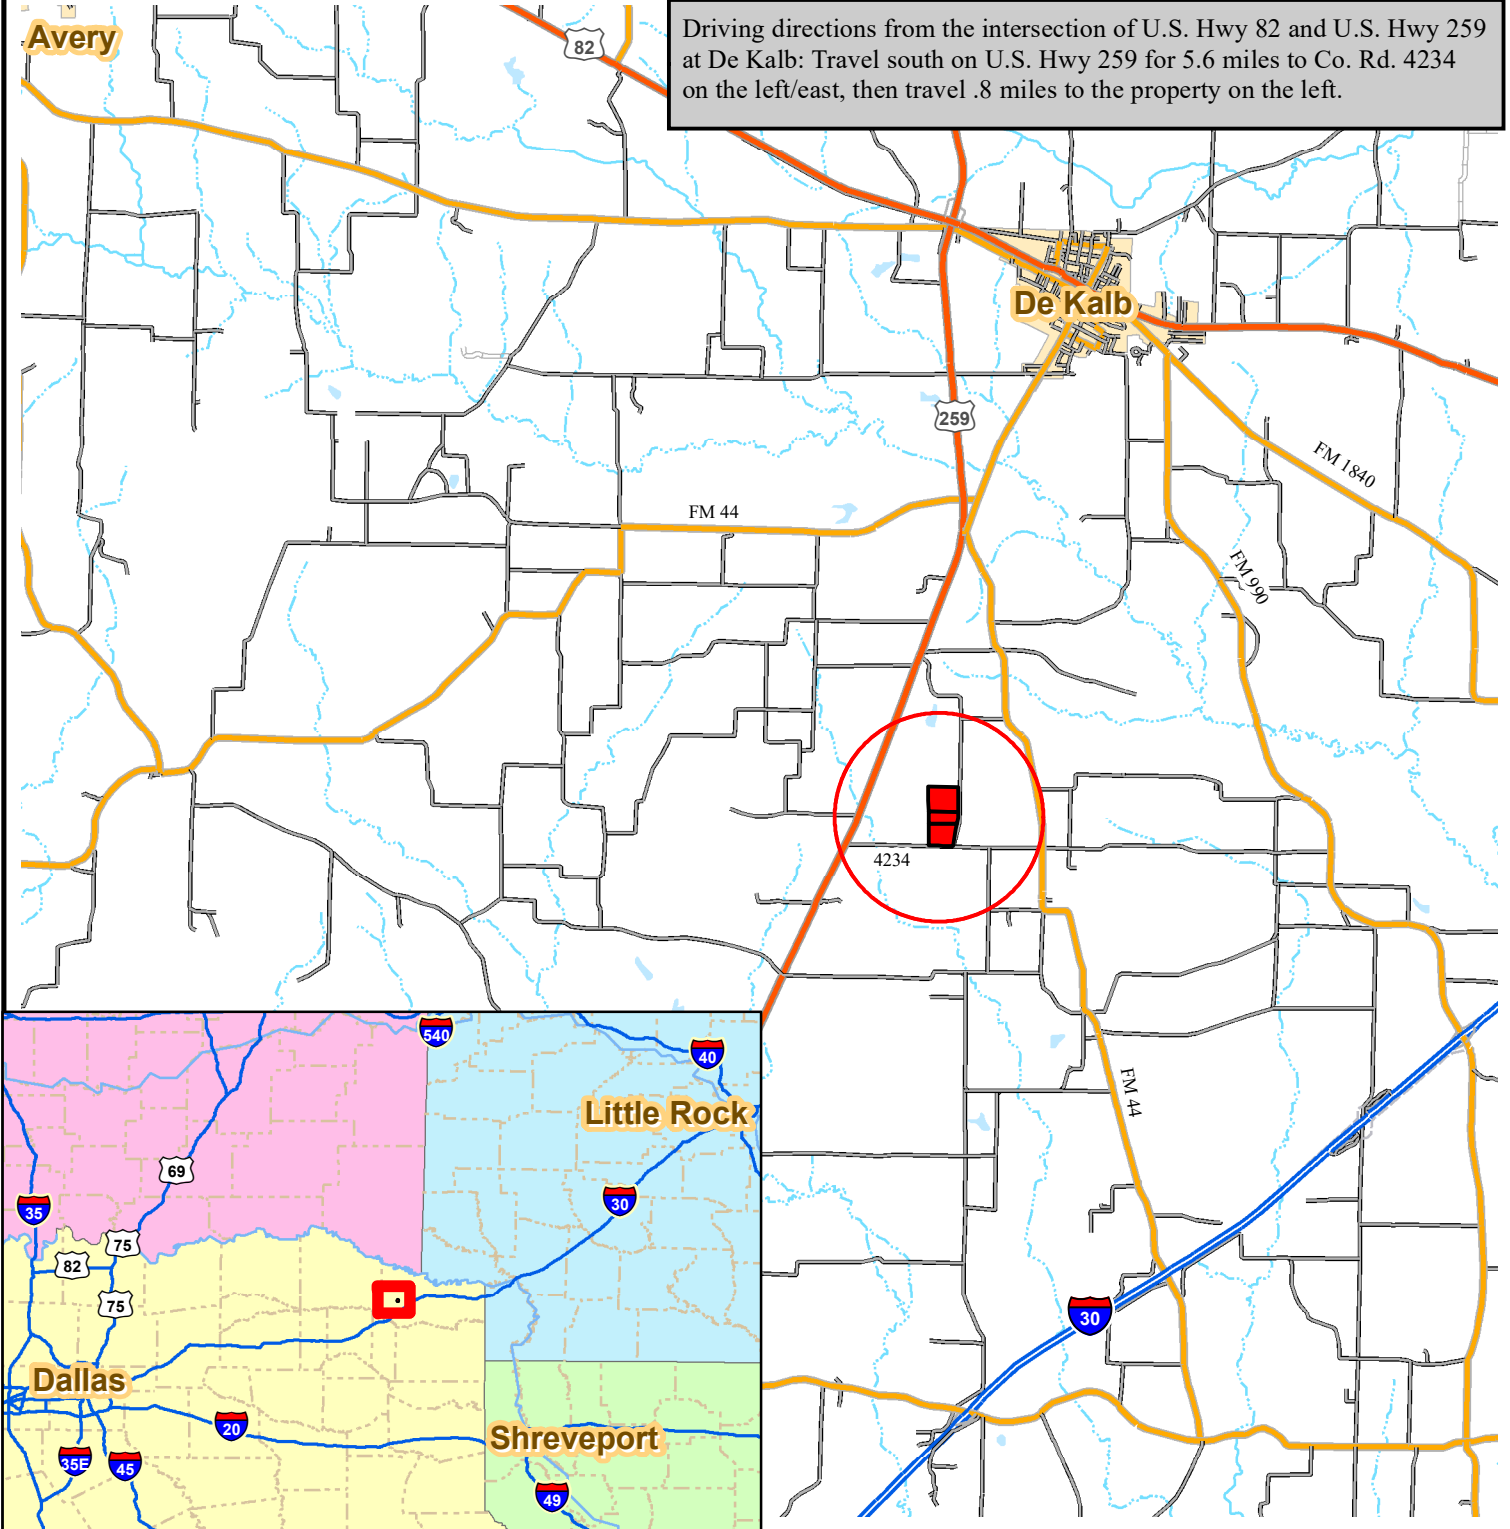 Driving directions from the intersection of U.S. Hwy 82 and U.S. Hwy 259
at De Kalb: Travel south on U.S. Hwy 259 for 5.6 miles to Co. Rd. 4234
on the left/east, then travel .8 miles to the property on the left.
Avery
82
De Kalb
259
FM 1840
FM 44
FM 990
4234
FM 44
30
540
40
Little Rock
69
30
35
75
82
75
Dallas
20
Shreveport
35E
45
49